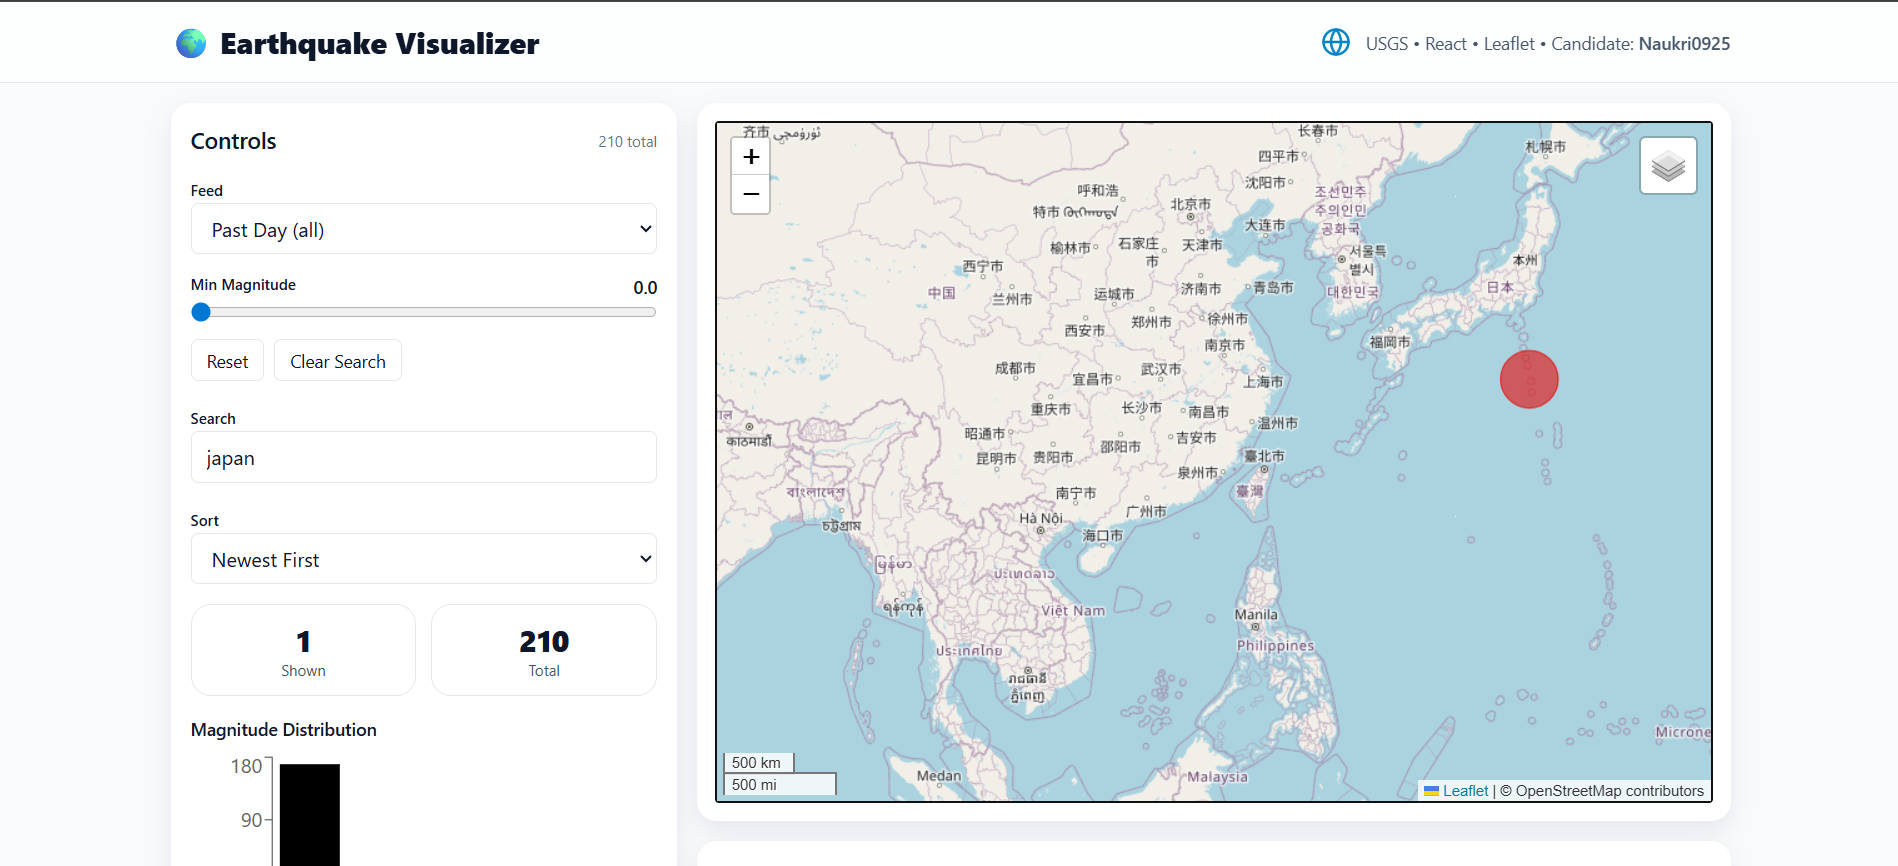 Earthquake Visualizer
USGS • React • Leaflet • Candidate: Naukri0925
Controls
210 total
Feed
Past Day (all)
Min Magnitude
0.0
Reset
Clear Search
Search
japan
Sort
Newest First
1
Shown
210
Total
Magnitude Distribution
180
90
+
−
齐市 ئۈرۈمچى
长春市
四平市
札幌市
沈阳市
呼和浩
特市
조선민주
주의인민
공화국
北京市
大连市
榆林市
石家庄
市
天津市
서울특
별시
本州
西宁市
中国
兰州市
运城市
济南市
青岛市
대한민국
日本
西安市
郑州市
徐州市
南京市
福岡市
成都市
宜昌市
武汉市
上海市
重庆市
长沙市
南昌市
温州市
काठमाडौं
昭通市
邵阳市
吉安市
昆明市
贵阳市
臺北市
泉州市
বাংলাদেশ
南宁市
臺灣
চট্টগ্রাম
Hà Nội
广州市
海口市
မြန်မာ
ປະເທດລາວ
ရန်ကုန်
Việt Nam
Manila
Philippines
ประเทศไทย
រាជធានី
ភ្នំពេញ
Microne
Medan
Malaysia
500 km
500 mi
Leaflet | © OpenStreetMap contributors